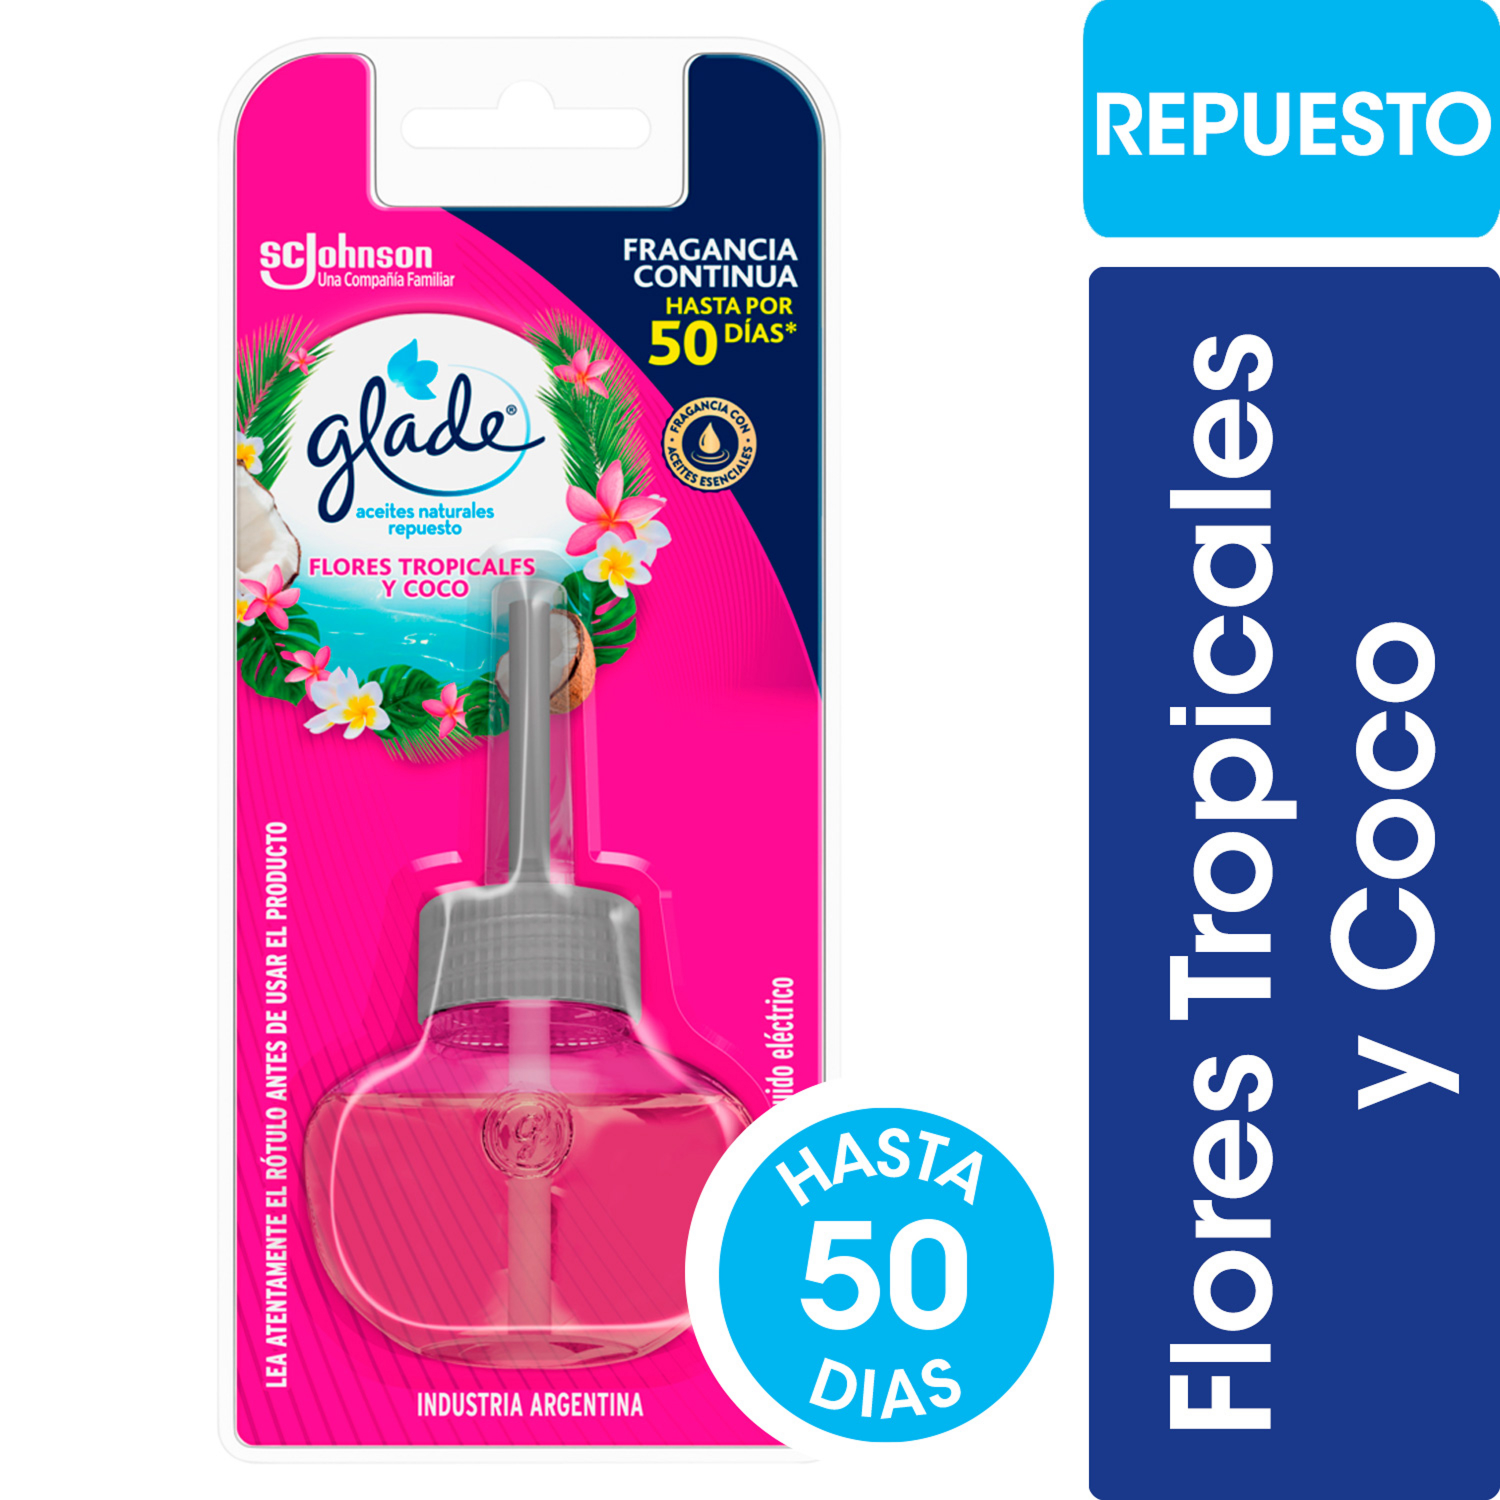 REPUESTO
SCJohnson
Una Compañía Familiar
FRAGANCIA
CONTINUA
HASTA POR
50 DÍAS*
FRAGANCIA CON
ACEITES ESENCIALES
glade®
aceites naturales
repuesto
FLORES TROPICALES
Y COCO
LEA ATENTAMENTE EL RÓTULO ANTES DE USAR EL PRODUCTO
eléctrico
INDUSTRIA ARGENTINA
HASTA
50
DIAS
Flores Tropicales
y Coco